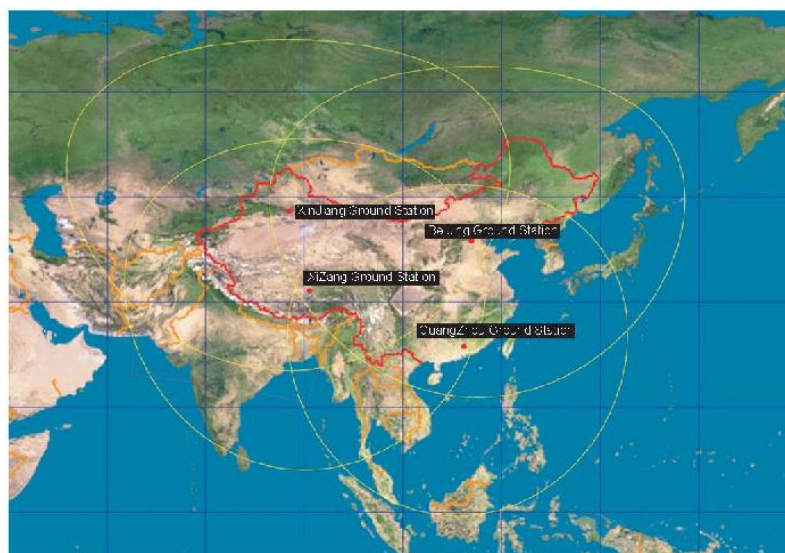 XinJiang Ground Station
Beijing Ground Station
XiZang Ground Station
GuangZhou Ground Station